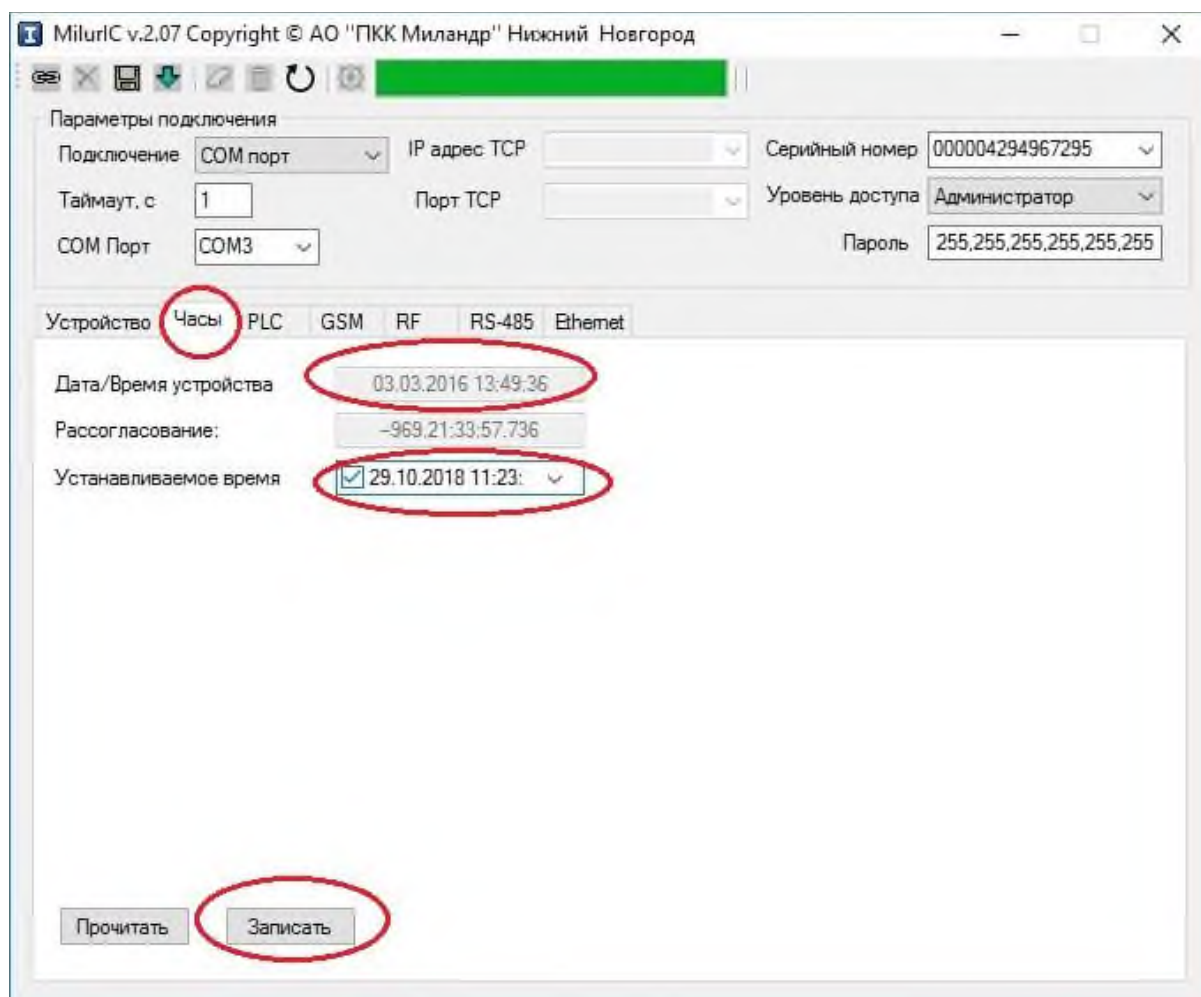 MilurIC v.2.07 Copyright © АО "ПКК Миландр" Нижний Новгород
Параметры подключения
Подключение COM порт IP адрес TCP Серийный номер 000004294967295
Таймаут, с 1 Порт TCP Уровень доступа Администратор
COM Порт COM3 Пароль 255,255,255,255,255,255
Устройство Часы PLC GSM RF RS-485 Ethernet
Дата/Время устройства 03.03.2016 13:49:36
Рассогласование: -969.21:33:57.736
Устанавливаемое время 29.10.2018 11:23:
Прочитать Записать